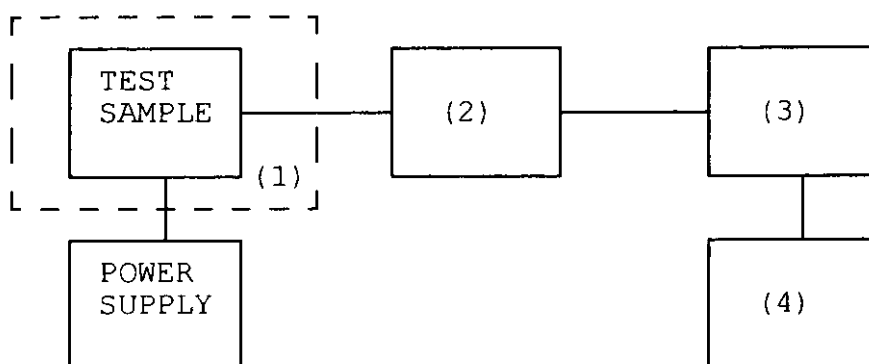 TEST
SAMPLE
(1)
(2)
(3)
POWER
SUPPLY
(4)